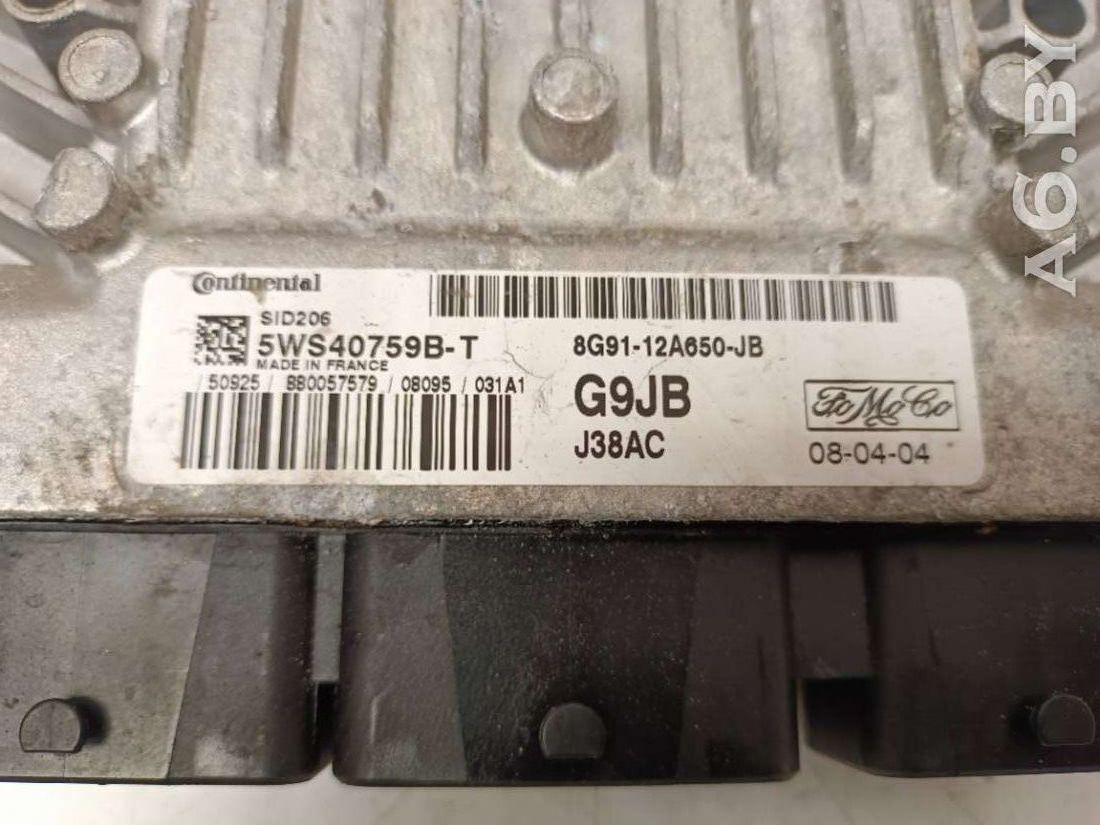 A6.BY
Continental
SID206
5WS40759B-T
MADE IN FRANCE
/ 50925 / 880057579 / 08095 / 031A1
8G91-12A650-JB
G9JB
J38AC
FoMoCo
08-04-04